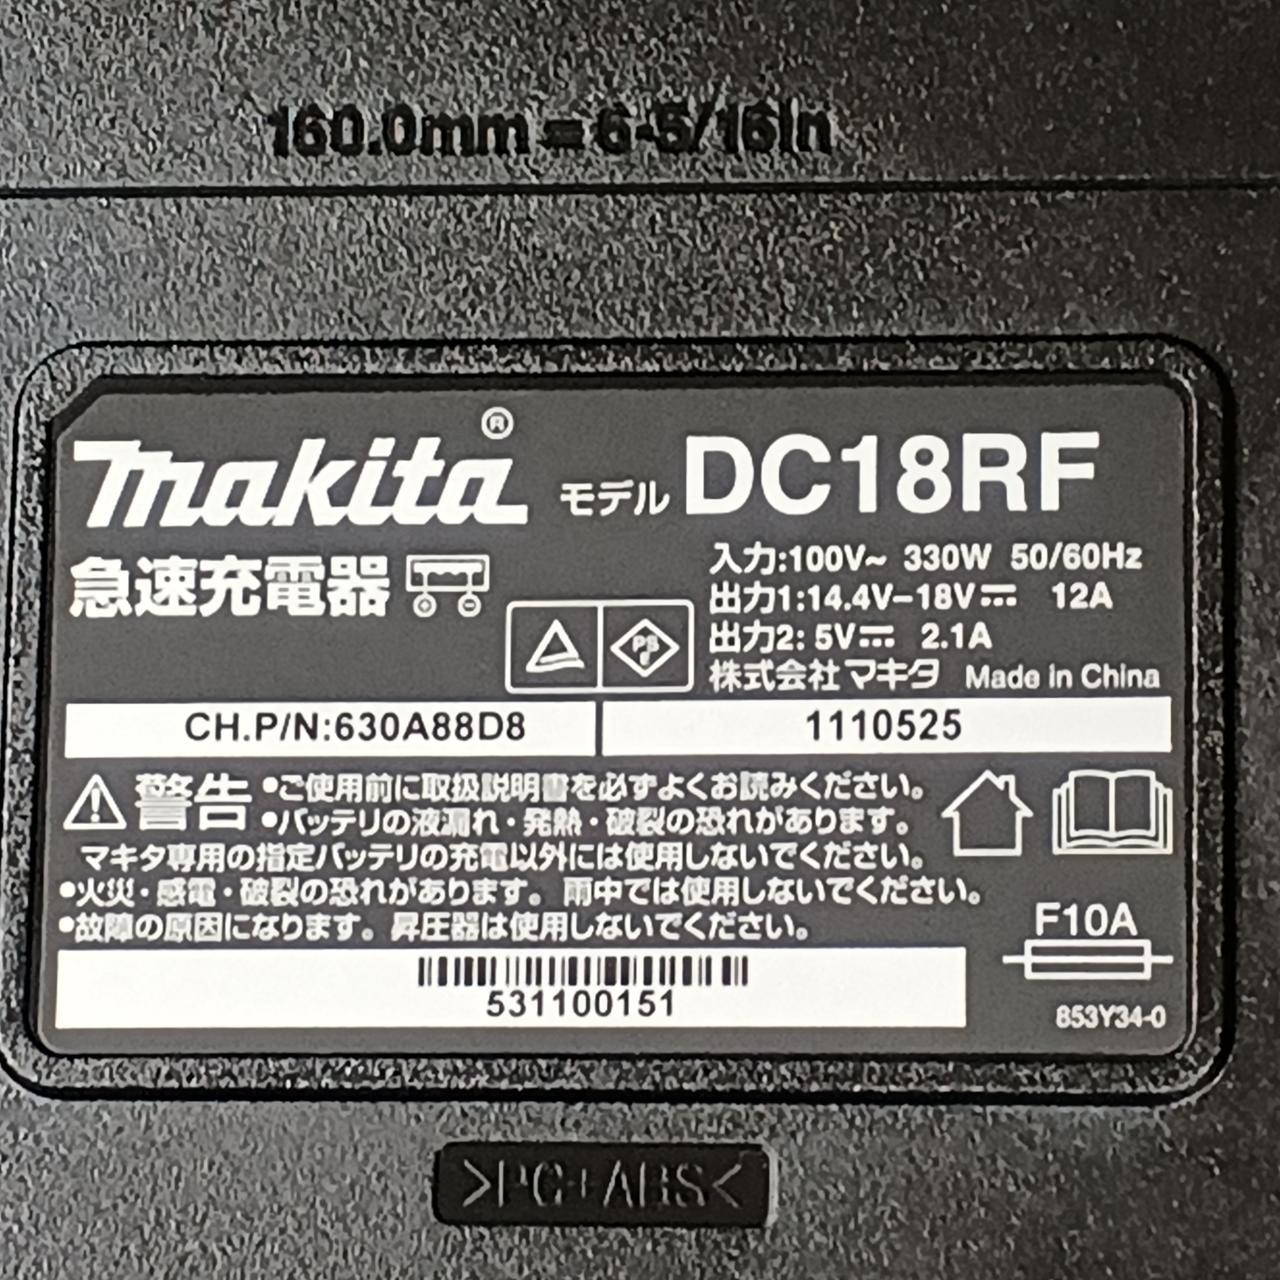 160.0mm=6-5/16in
makita® モデル DC18RF
急速充電器
入力:100V~ 330W 50/60Hz
出力1:14.4V-18V⎓ 12A
出力2: 5V⎓ 2.1A
PS E
株式会社マキタ Made in China
CH.P/N:630A88D8
1110525
警告 •ご使用前に取扱説明書を必ずよくお読みください。
•バッテリの液漏れ・発熱・破裂の恐れがあります。
マキタ専用の指定バッテリの充電以外には使用しないでください。
•火災・感電・破裂の恐れがあります。雨中では使用しないでください。
•故障の原因になります。昇圧器は使用しないでください。
F10A
531100151
853Y34-0
>PC+ABS<